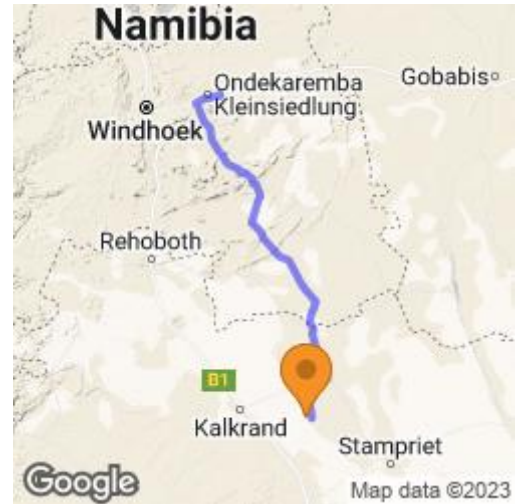 Namibia
Ondekaremba
Kleinsiedlung
Gobabis
Windhoek
Rehoboth
B1
Kalkrand
Stampriet
Google
Map data ©2023